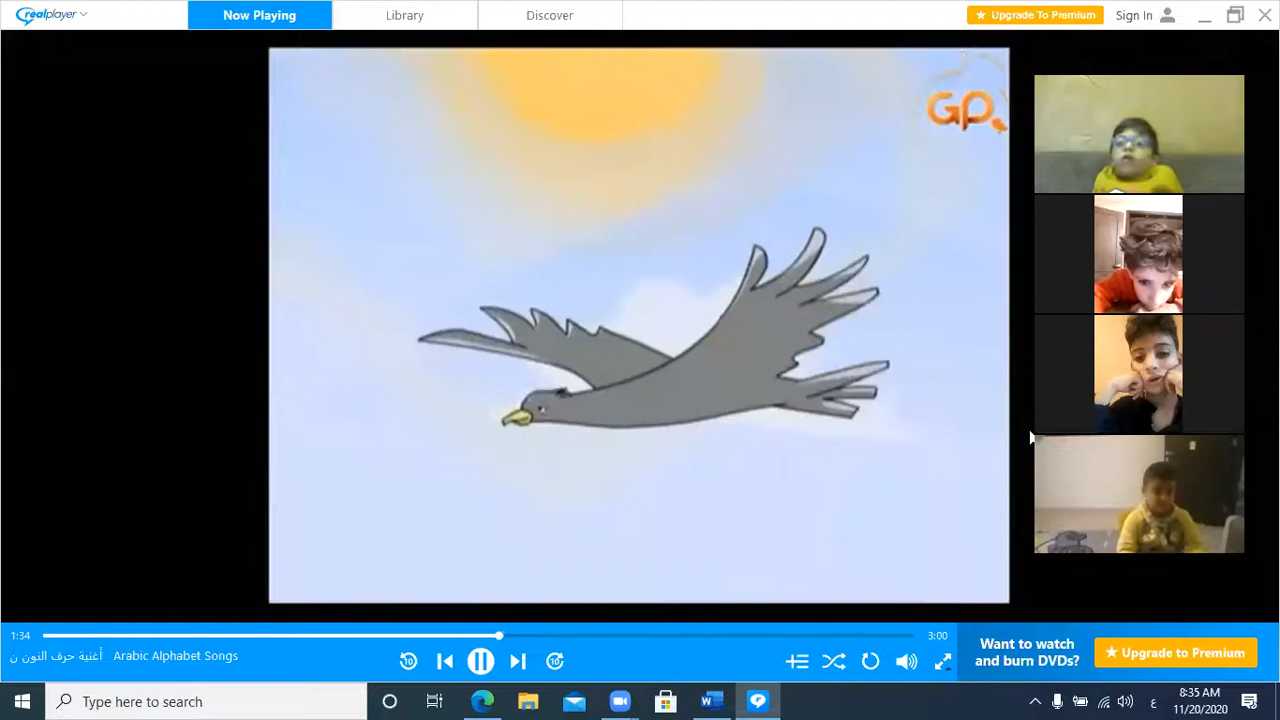 realplayer
Now Playing
Library
Discover
Upgrade To Premium
Sign In
GP
1:34
3:00
أغنية حرف النون ن Arabic Alphabet Songs
10
10
Want to watch
and burn DVDs?
Upgrade to Premium
Type here to search
ع
8:35 AM
11/20/2020